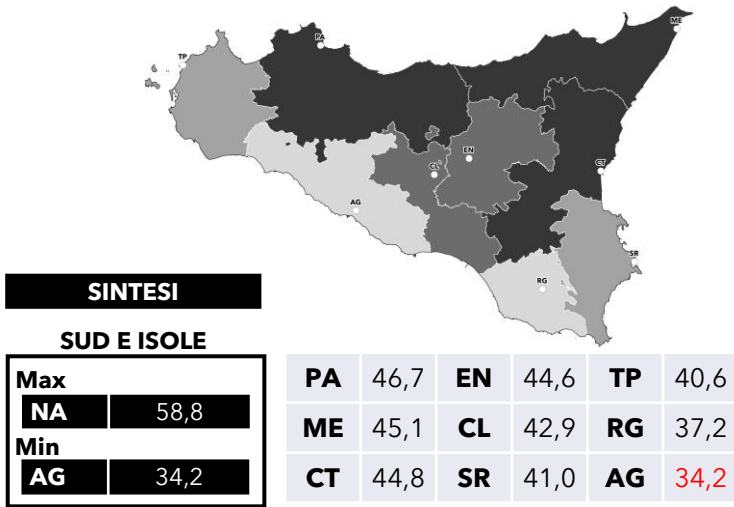 ME
PA
TP
EN
CL
CT
AG
SR
RG
SINTESI
SUD E ISOLE
Max
NA 58,8
Min
AG 34,2
PA 46,7 EN 44,6 TP 40,6
ME 45,1 CL 42,9 RG 37,2
CT 44,8 SR 41,0 AG 34,2